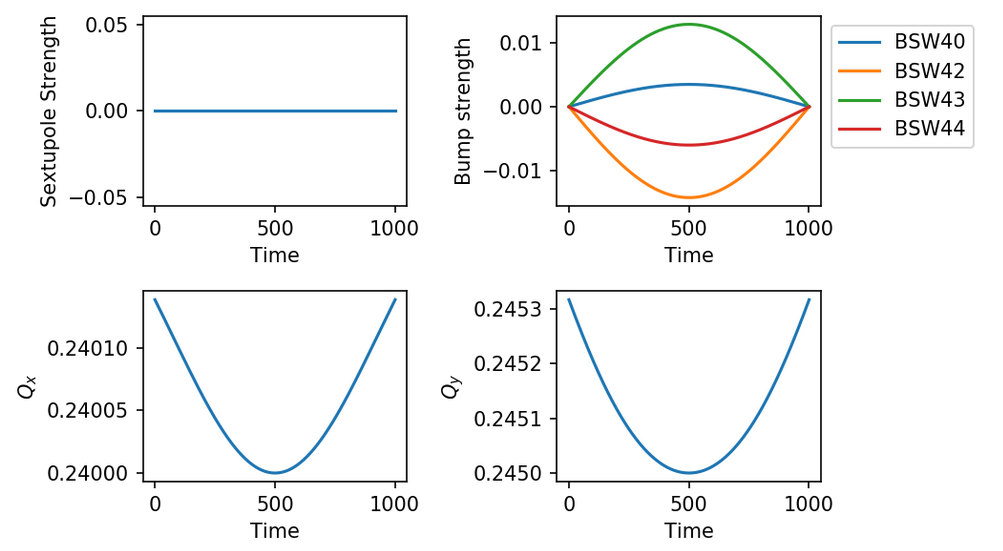 Sextupole Strength
0.05
0.00
−0.05
0
500
1000
Time
Bump strength
0.01
0.00
−0.01
0
500
1000
Time
BSW40
BSW42
BSW43
BSW44
Qx
0.24010
0.24005
0.24000
0
500
1000
Time
Qy
0.2453
0.2452
0.2451
0.2450
0
500
1000
Time